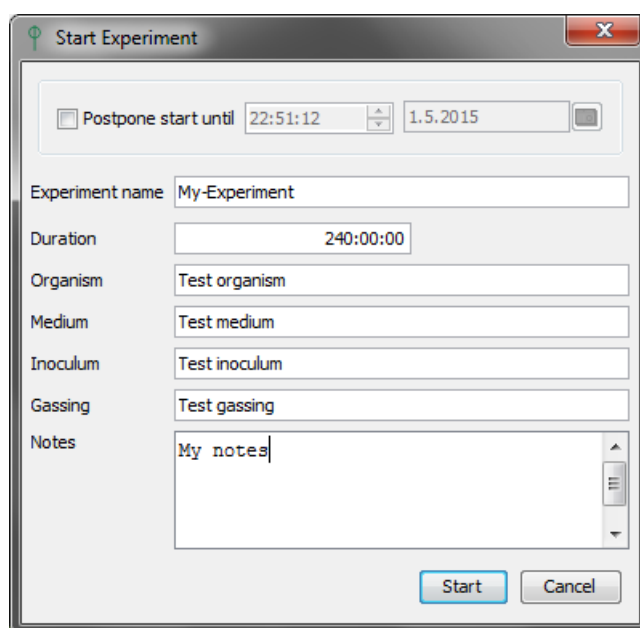 Start Experiment
Postpone start until 22:51:12 1.5.2015
Experiment name My-Experiment
Duration 240:00:00
Organism Test organism
Medium Test medium
Inoculum Test inoculum
Gassing Test gassing
Notes My notes
Start Cancel